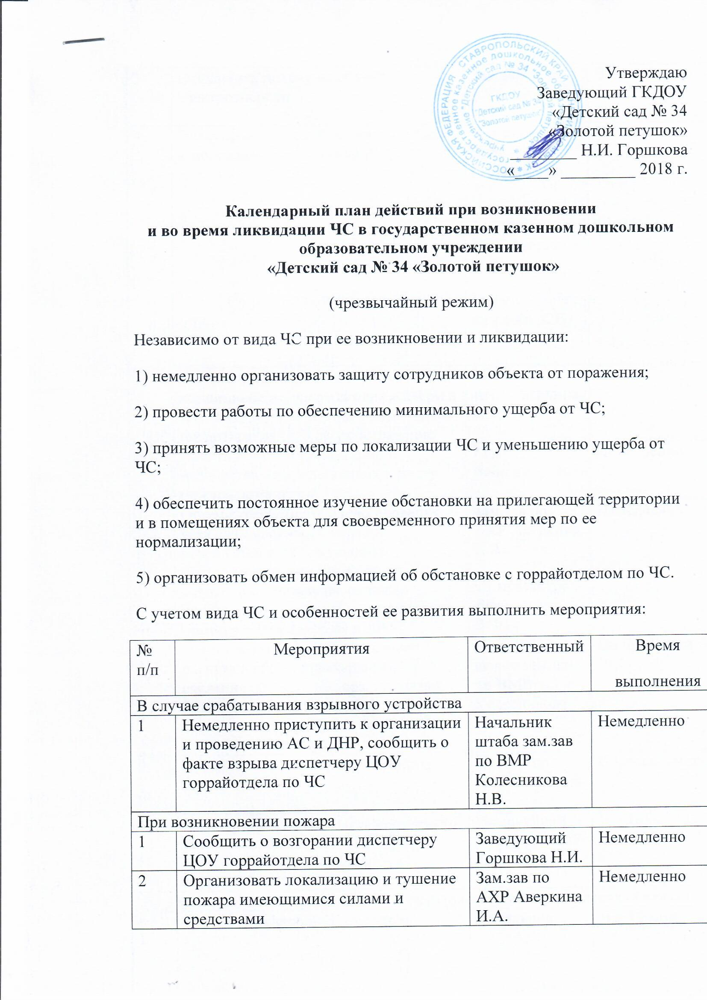 Утверждаю
Заведующий ГКДОУ
«Детский сад № 34
«Золотой петушок»
________ Н.И. Горшкова
«____» _________ 2018 г.
РОССИЙСКАЯ ФЕДЕРАЦИЯ СТАВРОПОЛЬСКИЙ КРАЙ
государственное казенное дошкольное
учреждение "Детский сад № 34 "Золотой петушок"
ГКДОУ
"Детский сад № 34
"Золотой петушок"
Календарный план действий при возникновении
и во время ликвидации ЧС в государственном казенном дошкольном
образовательном учреждении
«Детский сад № 34 «Золотой петушок»
(чрезвычайный режим)
Независимо от вида ЧС при ее возникновении и ликвидации:
1) немедленно организовать защиту сотрудников объекта от поражения;
2) провести работы по обеспечению минимального ущерба от ЧС;
3) принять возможные меры по локализации ЧС и уменьшению ущерба от
ЧС;
4) обеспечить постоянное изучение обстановки на прилегающей территории
и в помещениях объекта для своевременного принятия мер по ее
нормализации;
5) организовать обмен информацией об обстановке с горрайотделом по ЧС.
С учетом вида ЧС и особенностей ее развития выполнить мероприятия:
№ Мероприятия Ответственный Время
п/п
выполнения
В случае срабатывания взрывного устройства
1 Немедленно приступить к организации Начальник Немедленно
и проведению АС и ДНР, сообщить о штаба зам.зав
факте взрыва диспетчеру ЦОУ по ВМР
горрайотдела по ЧС Колесникова
Н.В.
При возникновении пожара
1 Сообщить о возгорании диспетчеру Заведующий Немедленно
ЦОУ горрайотдела по ЧС Горшкова Н.И.
2 Организовать локализацию и тушение Зам.зав по Немедленно
пожара имеющимися силами и АХР Аверкина
средствами И.А.